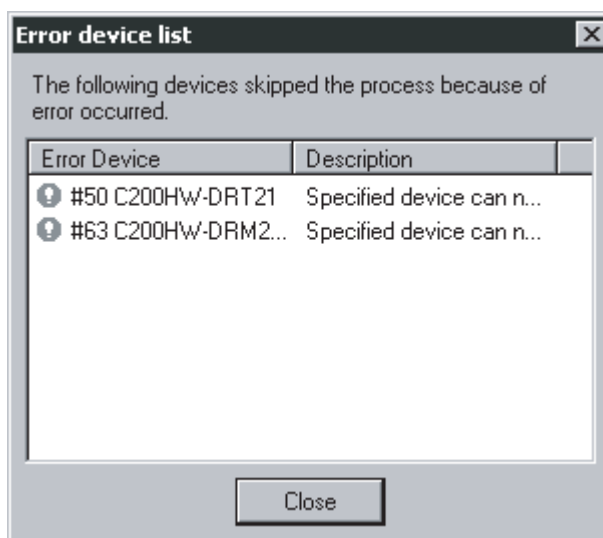 Error device list
The following devices skipped the process because of
error occurred.
Error Device Description
#50 C200HW-DRT21 Specified device can n...
#63 C200HW-DRM2... Specified device can n...
Close